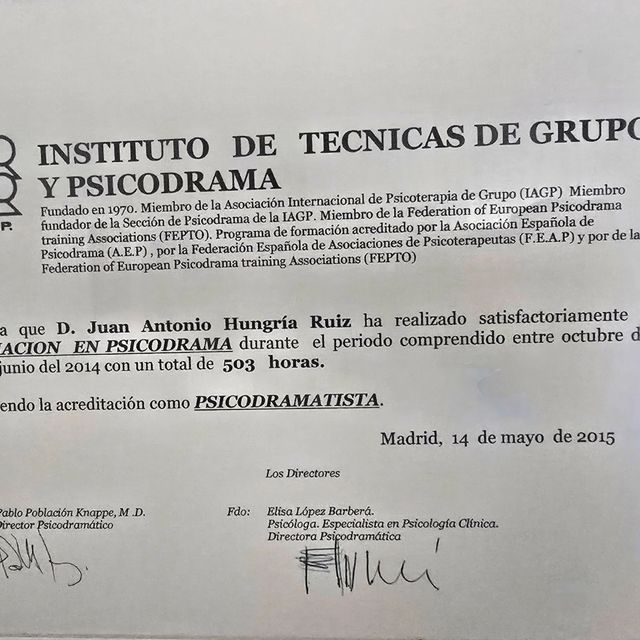 INSTITUTO DE TECNICAS DE GRUPO
Y PSICODRAMA
P.
Fundado en 1970. Miembro de la Asociación Internacional de Psicoterapia de Grupo (IAGP) Miembro
fundador de la Sección de Psicodrama de la IAGP. Miembro de la Federation of European Psicodrama
training Associations (FEPTO). Programa de formación acreditado por la Asociación Española de
Psicodrama (A.E.P) , por la Federación Española de Asociaciones de Psicoterapeutas (F.E.A.P) y por de la
Federation of European Psicodrama training Associations (FEPTO)
a que D. Juan Antonio Hungría Ruiz ha realizado satisfactoriamente
ACION EN PSICODRAMA durante el periodo comprendido entre octubre d
junio del 2014 con un total de 503 horas.
endo la acreditación como PSICODRAMATISTA.
Madrid, 14 de mayo de 2015
Los Directores
Pablo Población Knappe, M .D.
Director Psicodramático
Fdo: Elisa López Barberá.
Psicóloga. Especialista en Psicología Clínica.
Directora Psicodramática